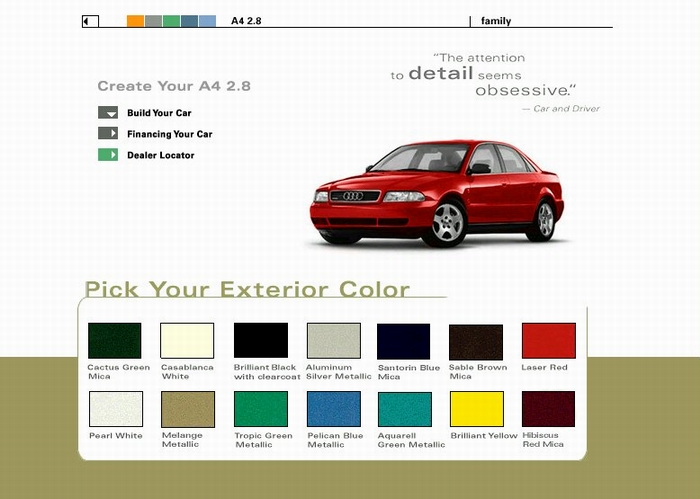 A4 2.8
family
"The attention
to detail seems
obsessive."
— Car and Driver
Create Your A4 2.8
Build Your Car
Financing Your Car
Dealer Locator
Pick Your Exterior Color
Cactus Green
Mica
Casablanca
White
Brilliant Black
with clearcoat
Aluminum
Silver Metallic
Santorin Blue
Mica
Sable Brown
Mica
Laser Red
Pearl White
Melange
Metallic
Tropic Green
Metallic
Pelican Blue
Metallic
Aquarell
Green Metallic
Brilliant Yellow
Hibiscus
Red Mica